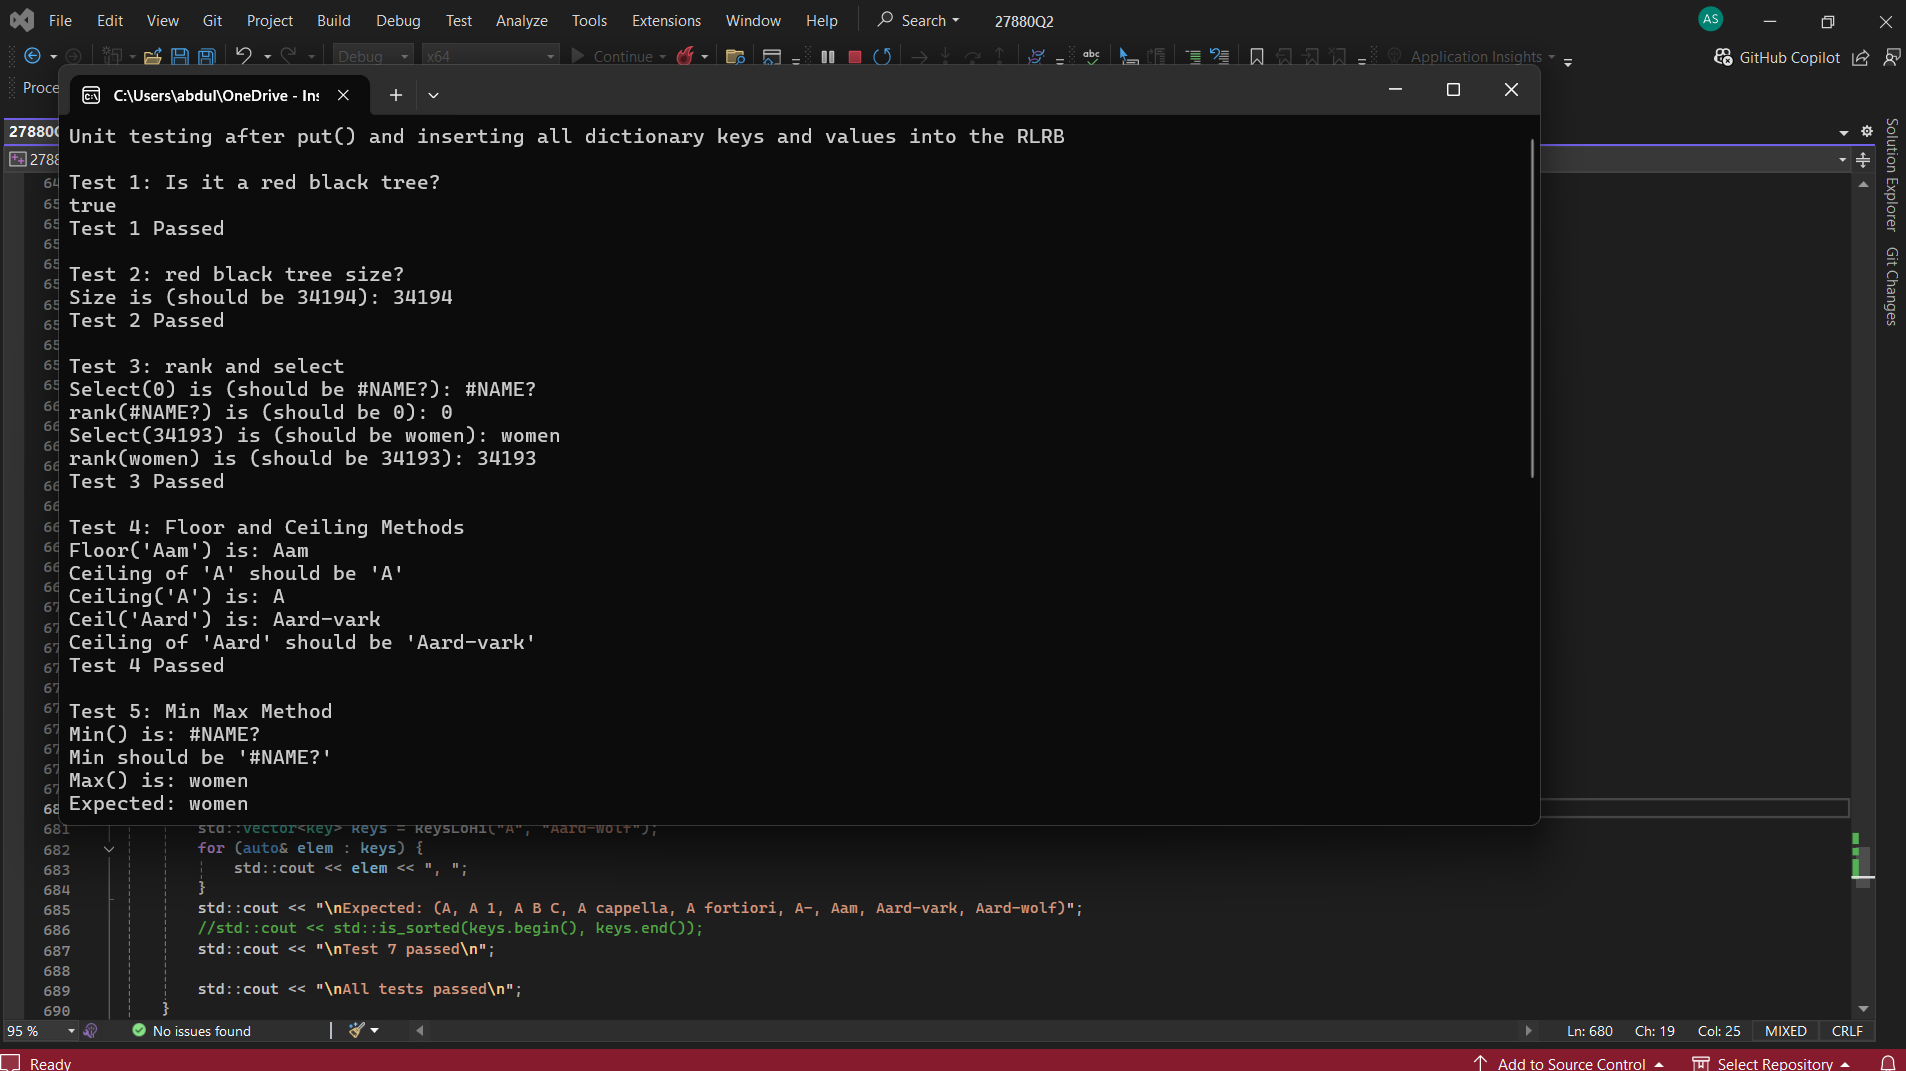 File Edit View Git Project Build Debug Test Analyze Tools Extensions Window Help Search 27880Q2 AS
Debug x64 Continue abc Application Insights GitHub Copilot
Proce
C:\Users\abdul\OneDrive - Ins
Unit testing after put() and inserting all dictionary keys and values into the RLRB
Test 1: Is it a red black tree?
true
Test 1 Passed
Test 2: red black tree size?
Size is (should be 34194): 34194
Test 2 Passed
Test 3: rank and select
Select(0) is (should be #NAME?): #NAME?
rank(#NAME?) is (should be 0): 0
Select(34193) is (should be women): women
rank(women) is (should be 34193): 34193
Test 3 Passed
Test 4: Floor and Ceiling Methods
Floor('Aam') is: Aam
Ceiling of 'A' should be 'A'
Ceiling('A') is: A
Ceil('Aard') is: Aard-vark
Ceiling of 'Aard' should be 'Aard-vark'
Test 4 Passed
Test 5: Min Max Method
Min() is: #NAME?
Min should be '#NAME?'
Max() is: women
Expected: women
681 std::vector<key> keys = keysLoHi("A", "Aard-wolf");
682 for (auto& elem : keys) {
683 std::cout << elem << ", ";
684 }
685 std::cout << "\nExpected: (A, A 1, A B C, A cappella, A fortiori, A-, Aam, Aard-vark, Aard-wolf)";
686 //std::cout << std::is_sorted(keys.begin(), keys.end());
687 std::cout << "\nTest 7 passed\n";
688
689 std::cout << "\nAll tests passed\n";
690 }
95 % No issues found Ln: 680 Ch: 19 Col: 25 MIXED CRLF
Ready Add to Source Control Select Repository
Solution Explorer
Git Changes